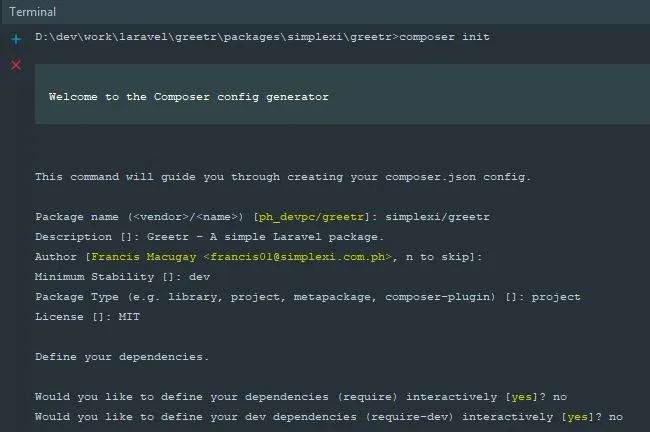 Terminal
D:\dev\work\laravel\greetr\packages\simplexi\greetr>composer init
Welcome to the Composer config generator
This command will guide you through creating your composer.json config.
Package name (<vendor>/<name>) [ph_devpc/greetr]: simplexi/greetr
Description []: Greetr - A simple Laravel package.
Author [Francis Macugay <francis01@simplexi.com.ph>, n to skip]:
Minimum Stability []: dev
Package Type (e.g. library, project, metapackage, composer-plugin) []: project
License []: MIT
Define your dependencies.
Would you like to define your dependencies (require) interactively [yes]? no
Would you like to define your dev dependencies (require-dev) interactively [yes]? no